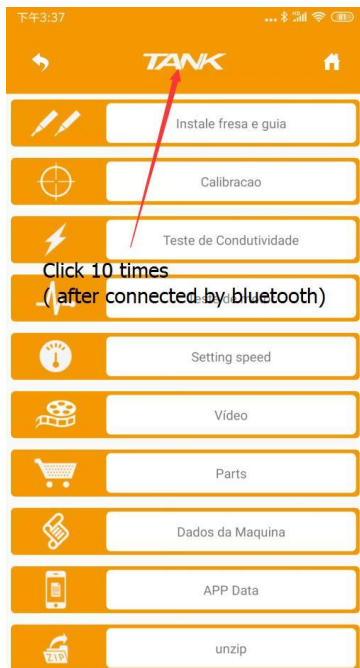 下午3:37
TANK
Instale fresa e guia
Calibracao
Teste de Condutividade
Click 10 times
( after connected by bluetooth)
Setting speed
Vídeo
Parts
Dados da Maquina
APP Data
unzip
ZIP